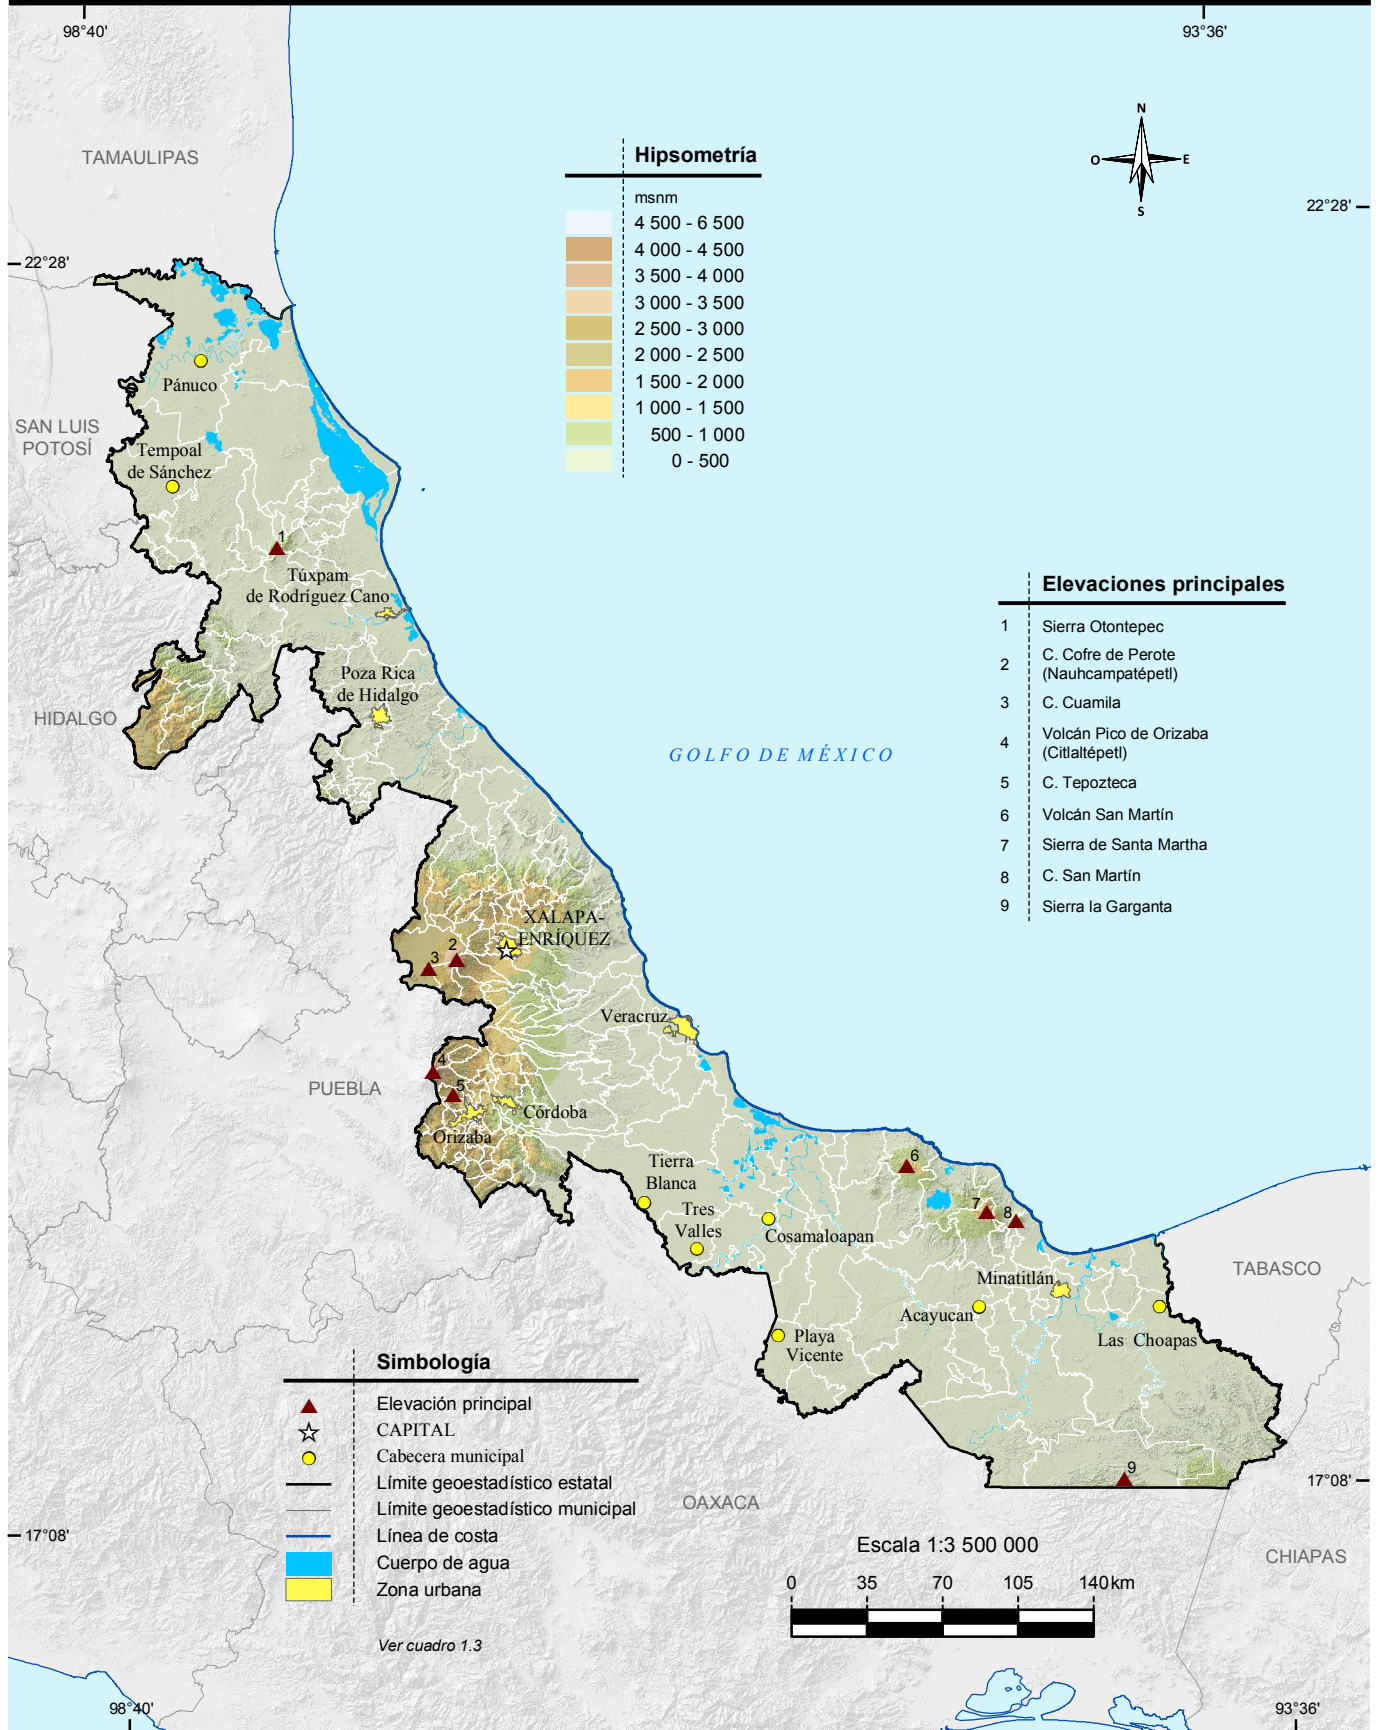 98°40'
93°36'
N
O
E
S
TAMAULIPAS
Hipsometría
msnm
4 500 - 6 500
4 000 - 4 500
3 500 - 4 000
3 000 - 3 500
2 500 - 3 000
2 000 - 2 500
1 500 - 2 000
1 000 - 1 500
500 - 1 000
0 - 500
22°28'
22°28'
Pánuco
SAN LUIS
POTOSÍ
Tempoal
de Sánchez
1
Túxpam
de Rodríguez Cano
Poza Rica
de Hidalgo
HIDALGO
GOLFO DE MÉXICO
Elevaciones principales
1 Sierra Otontepec
2 C. Cofre de Perote
(Nauhcampatépetl)
3 C. Cuamila
4 Volcán Pico de Orizaba
(Citlaltépetl)
5 C. Tepozteca
6 Volcán San Martín
7 Sierra de Santa Martha
8 C. San Martín
9 Sierra la Garganta
XALAPA-
ENRÍQUEZ
2
3
Veracruz
4
5
PUEBLA
Córdoba
Orizaba
Tierra
Blanca
Tres
Valles
Cosamaloapan
6
7
8
TABASCO
Minatitlán
Acayucan
Las Choapas
Playa
Vicente
9
17°08'
17°08'
OAXACA
CHIAPAS
Simbología
Elevación principal
CAPITAL
Cabecera municipal
Límite geoestadístico estatal
Límite geoestadístico municipal
Línea de costa
Cuerpo de agua
Zona urbana
Ver cuadro 1.3
Escala 1:3 500 000
0 35 70 105 140 km
98°40'
93°36'